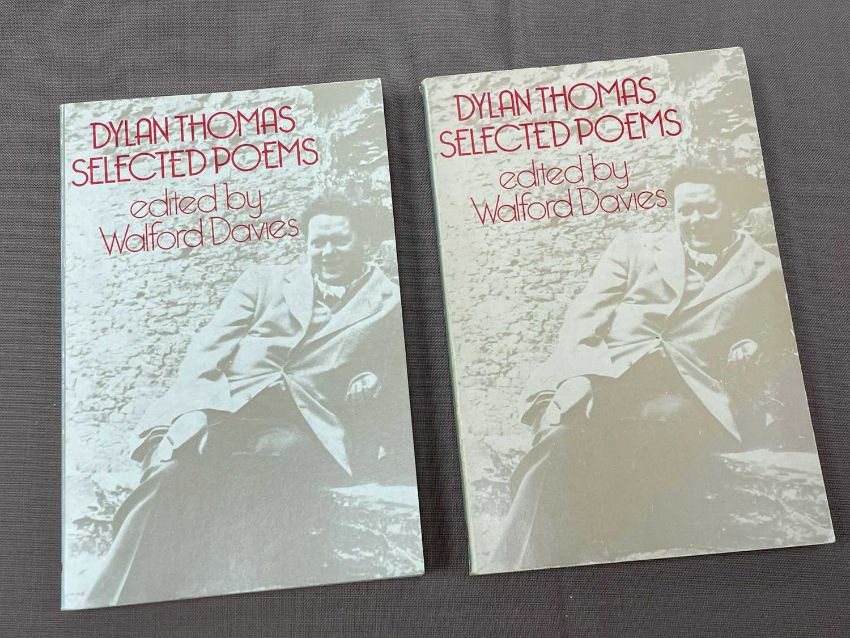 DYLAN THOMAS
SELECTED POEMS
edited by
Walford Davies
DYLAN THOMAS
SELECTED POEMS
edited by
Walford Davies